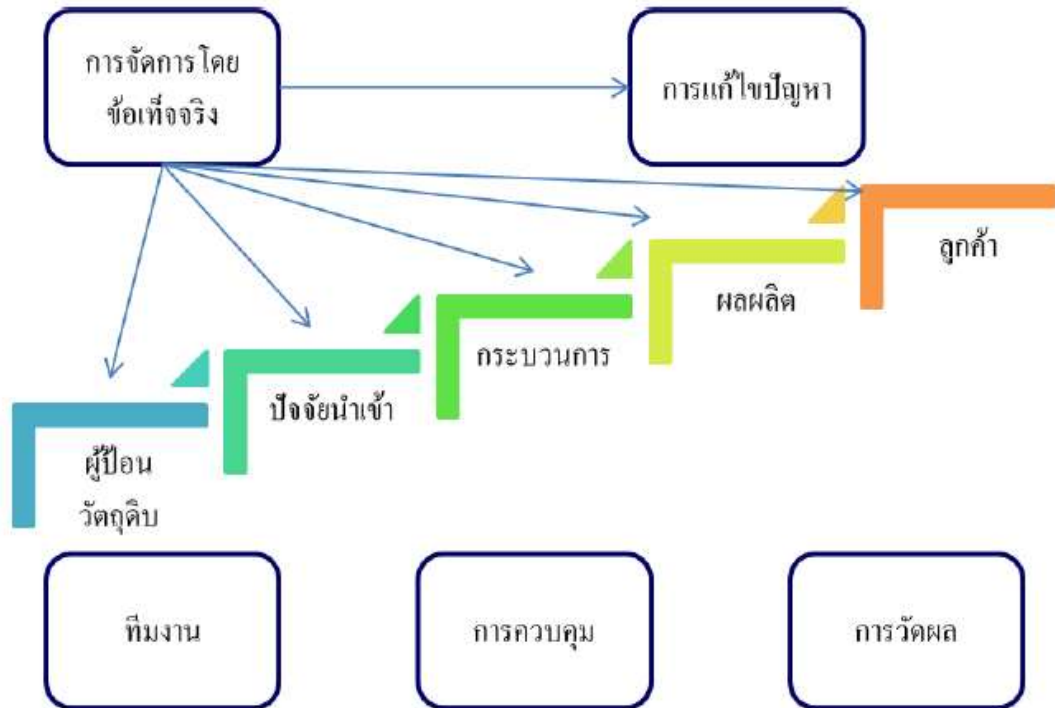 การจัดการโดย
ข้อเท็จจริง
การแก้ไขปัญหา
ลูกค้า
ผลผลิต
กระบวนการ
ปัจจัยนำเข้า
ผู้ป้อน
วัตถุดิบ
ทีมงาน
การควบคุม
การวัดผล